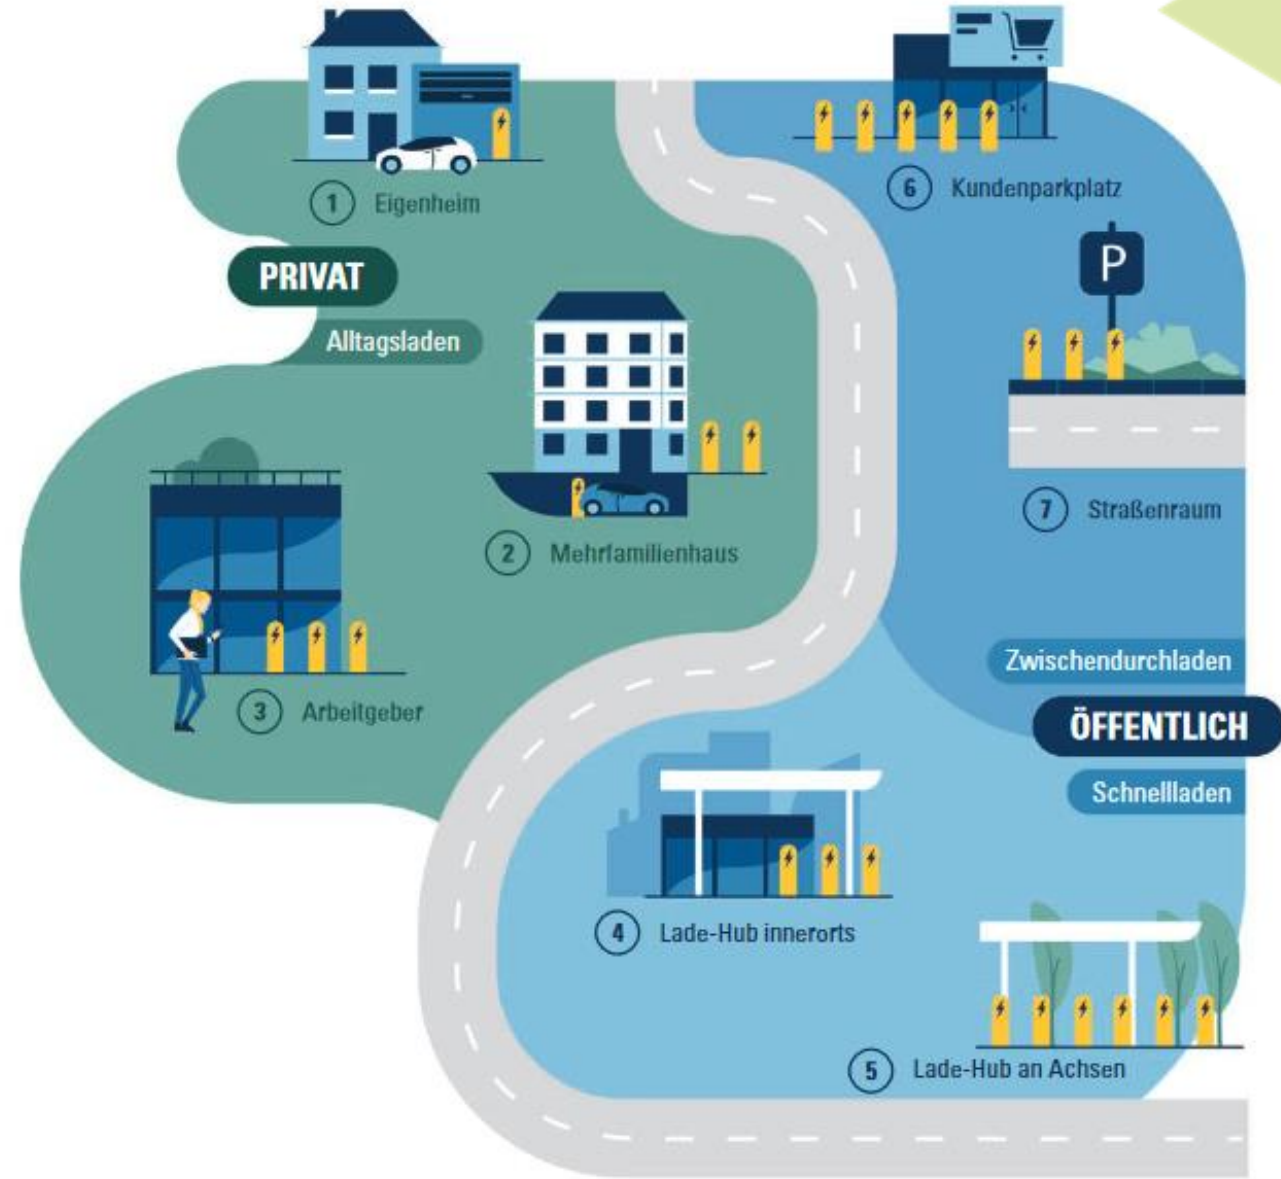 1 Eigenheim
PRIVAT
Alltagsladen
2 Mehrfamilienhaus
3 Arbeitgeber
6 Kundenparkplatz
P
7 Straßenraum
Zwischendurchladen
ÖFFENTLICH
Schnellladen
4 Lade-Hub innerorts
5 Lade-Hub an Achsen